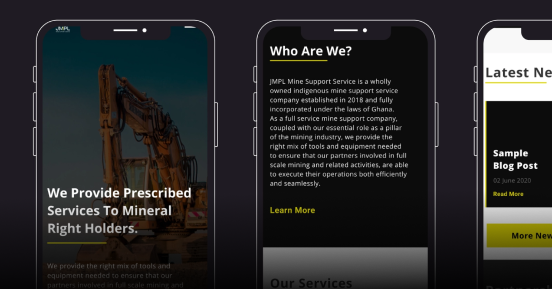 JMPL
We Provide Prescribed
Services To Mineral
Right Holders.
We provide the right mix of tools and
equipment needed to ensure that our
partners involved in full scale mining and
Who Are We?
JMPL Mine Support Service is a wholly
owned indigenous mine support service
company established in 2018 and fully
incorporated under the laws of Ghana.
As a full service mine support company,
coupled with our essential role as a pillar
of the mining industry, we provide the
right mix of tools and equipment needed
to ensure that our partners involved in full
scale mining and related activities, are able
to execute their operations both efficiently
and seamlessly.
Learn More
Our Services
Latest Ne
Sample
Blog Post
02 June 2020
Read More
More New